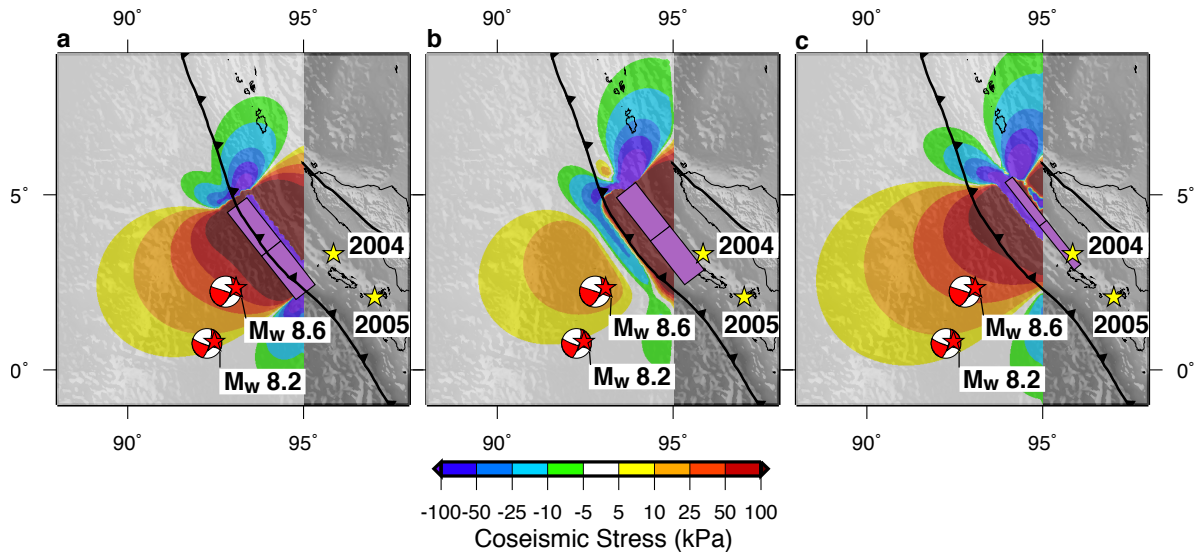 90˚ 95˚ 90˚ 95˚ 90˚ 95˚
a b c
5˚ 5˚
2004 2004 2004
Mw 8.6 2005 Mw 8.6 2005 Mw 8.6 2005
Mw 8.2 Mw 8.2 Mw 8.2
0˚ 0˚
90˚ 95˚ 90˚ 95˚ 90˚ 95˚
-100 -50 -25 -10 -5 5 10 25 50 100
Coseismic Stress (kPa)